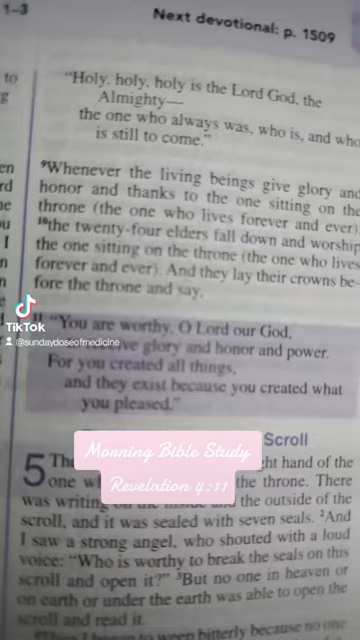 1–3
Next devotional: p. 1509
"Holy, holy, holy is the Lord God, the
Almighty—
the one who always was, who is, and who
is still to come."
⁹Whenever the living beings give glory and
honor and thanks to the one sitting on the
throne (the one who lives forever and ever),
¹⁰the twenty-four elders fall down and worship
the one sitting on the throne (the one who lives
forever and ever). And they lay their crowns be-
fore the throne and say,
¹¹"You are worthy, O Lord our God,
glory and honor and power.
For you created all things,
and they exist because you created what
you pleased."
TikTok
@sundaydoseofmedicine
Morning Bible Study
Revelation 4:11
Scroll
5
hand of the
one the throne. There
was writing the outside of the
scroll, and it was sealed with seven seals. ²And
I saw a strong angel, who shouted with a loud
voice: "Who is worthy to break the seals on this
scroll and open it?" ³But no one in heaven or
on earth or under the earth was able to open the
scroll and read it.
bitterly because no one